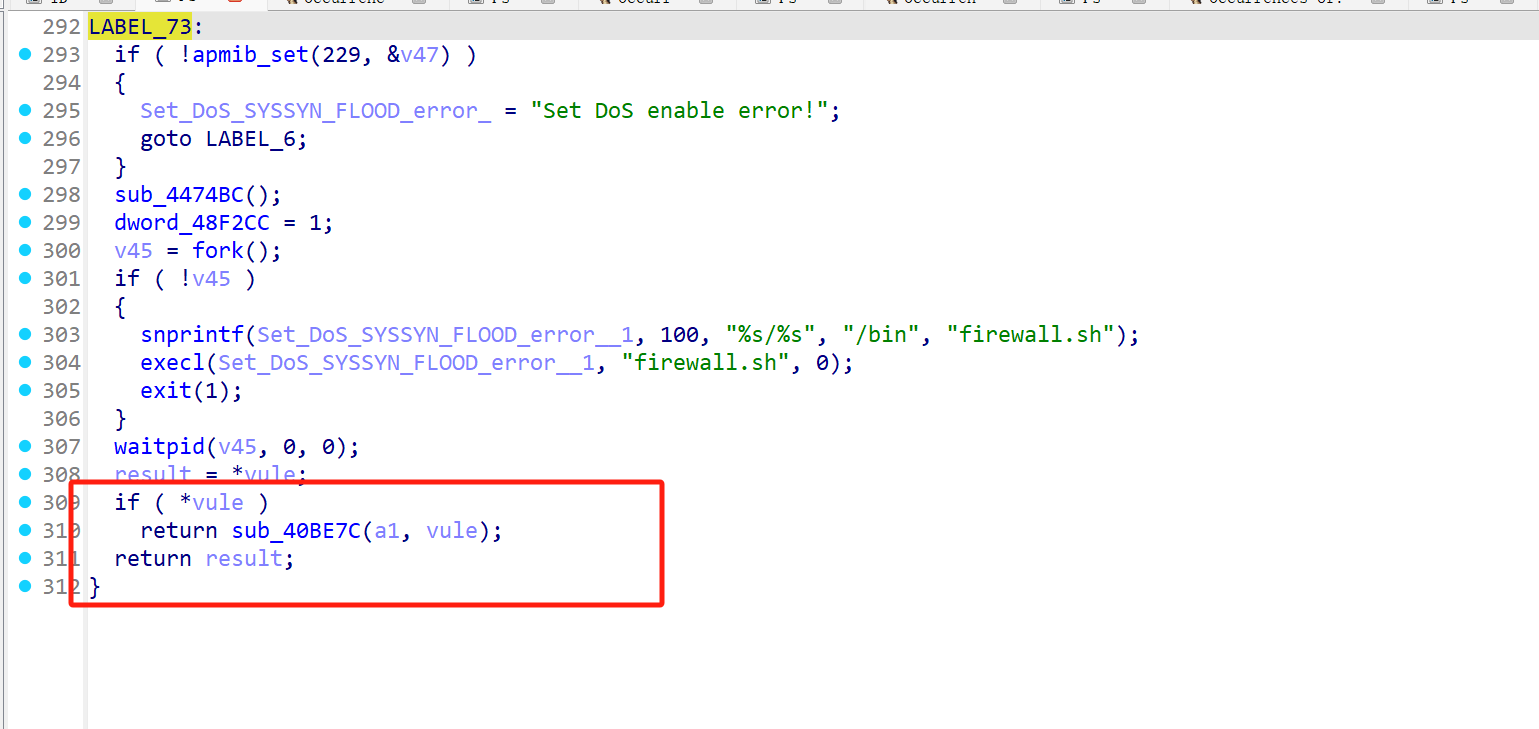 292 LABEL_73:
293 if ( !apmib_set(229, &v47) )
294 {
295 Set_DoS_SYSSYN_FLOOD_error_ = "Set DoS enable error!";
296 goto LABEL_6;
297 }
298 sub_4474BC();
299 dword_48F2CC = 1;
300 v45 = fork();
301 if ( !v45 )
302 {
303 snprintf(Set_DoS_SYSSYN_FLOOD_error__1, 100, "%s/%s", "/bin", "firewall.sh");
304 execl(Set_DoS_SYSSYN_FLOOD_error__1, "firewall.sh", 0);
305 exit(1);
306 }
307 waitpid(v45, 0, 0);
308 result = *vule;
309 if ( *vule )
310 return sub_40BE7C(a1, vule);
311 return result;
312 }